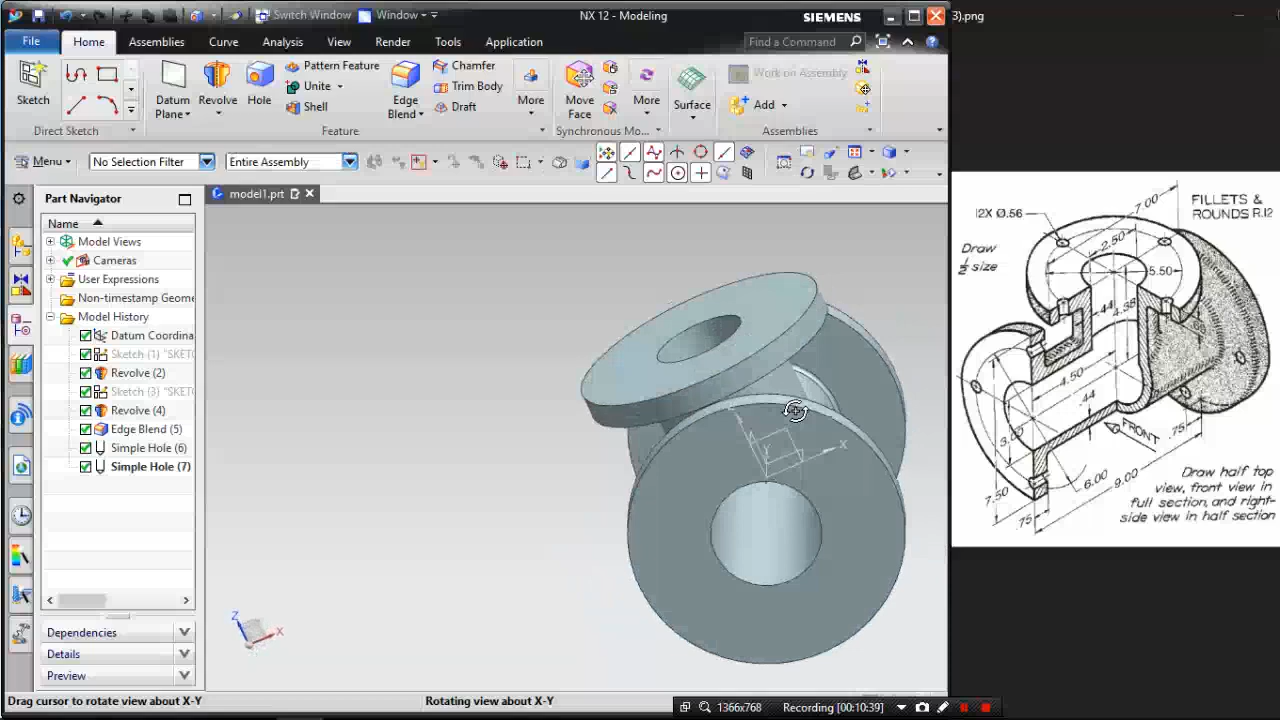 Switch Window
Window
NX 12 - Modeling
SIEMENS
3).png
File
Home
Assemblies
Curve
Analysis
View
Render
Tools
Application
Find a Command
Sketch
Direct Sketch
Datum Plane
Revolve
Hole
Pattern Feature
Unite
Shell
Edge Blend
Chamfer
Trim Body
Draft
More
Feature
Move Face
More
Synchronous Mo...
Surface
Work on Assembly
Add
Assemblies
Menu
No Selection Filter
Entire Assembly
Part Navigator
model1.prt
Name
Model Views
Cameras
User Expressions
Non-timestamp Geome
Model History
Datum Coordina
Sketch (1) "SKETC
Revolve (2)
Sketch (3) "SKETC
Revolve (4)
Edge Blend (5)
Simple Hole (6)
Simple Hole (7)
Dependencies
Details
Preview
X
Y
Z
X
Drag cursor to rotate view about X-Y
Rotating view about X-Y
1366x768
Recording [00:10:39]
12X Ø.56
7.00
FILLETS &
ROUNDS R.12
Draw
½ size
2.50
5.50
.44
4.38
.88
4.50
.44
3.00
FRONT
.75
6.00
9.00
7.50
.75
Draw half top
view, front view in
full section, and right-
side view in half section